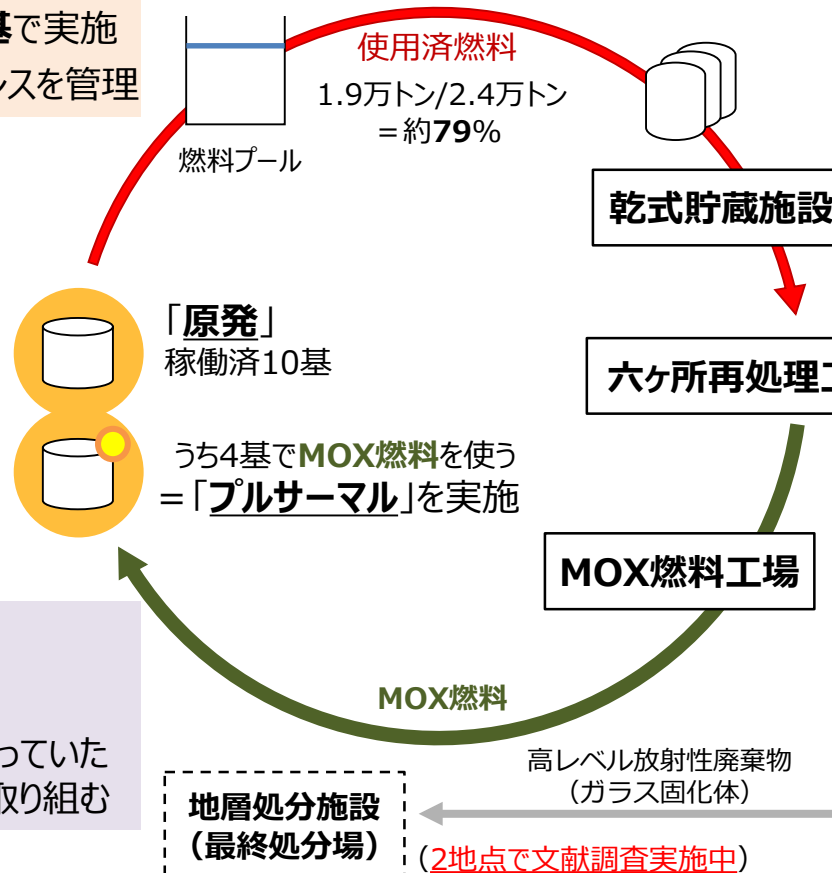 基で実施
スを管理
使用済燃料
1.9万トン/2.4万トン
=約79%
燃料プール
乾式貯蔵施設
「原発」
稼働済10基
六ヶ所再処理工
うち4基でMOX燃料を使う
=「プルサーマル」を実施
MOX燃料工場
MOX燃料
っていた
取り組む
高レベル放射性廃棄物
(ガラス固化体)
地層処分施設
(最終処分場)
(2地点で文献調査実施中)